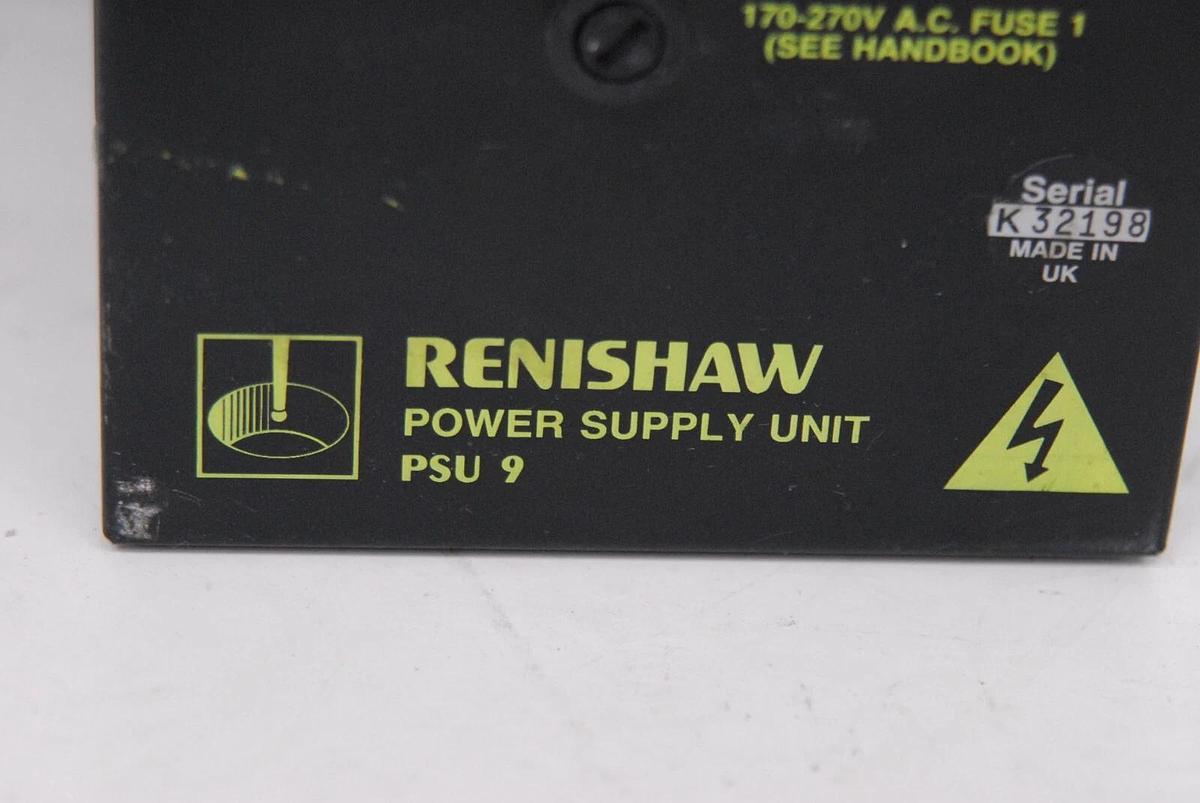 170-270V A.C. FUSE 1
(SEE HANDBOOK)
Serial
K 32198
MADE IN
UK
RENISHAW
POWER SUPPLY UNIT
PSU 9